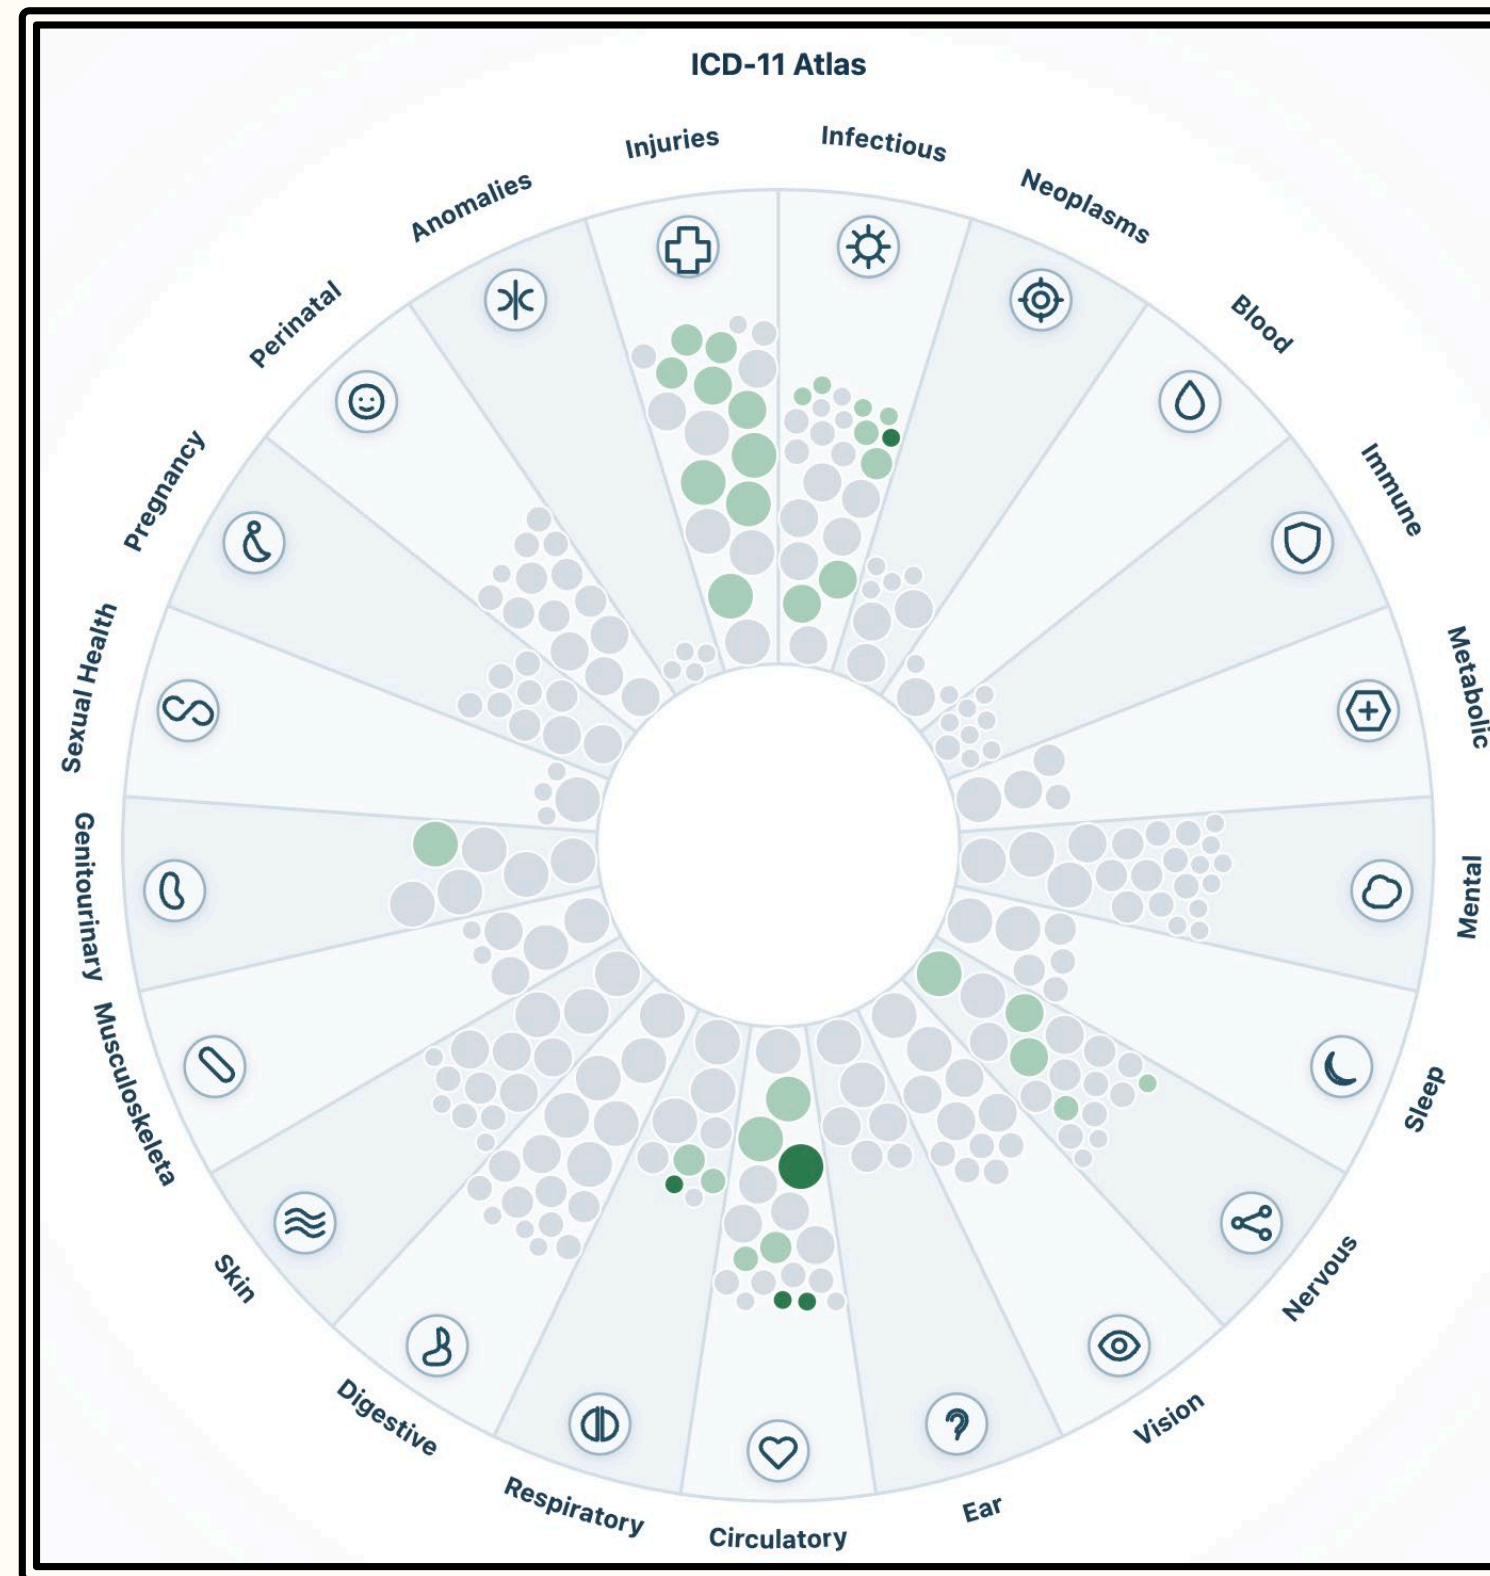 ICD-11 Atlas
Injuries
Infectious
Neoplasms
Blood
Immune
Metabolic
Mental
Sleep
Nervous
Vision
Ear
Circulatory
Respiratory
Digestive
Skin
Musculoskeleta
Genitourinary
Sexual Health
Pregnancy
Perinatal
Anomalies